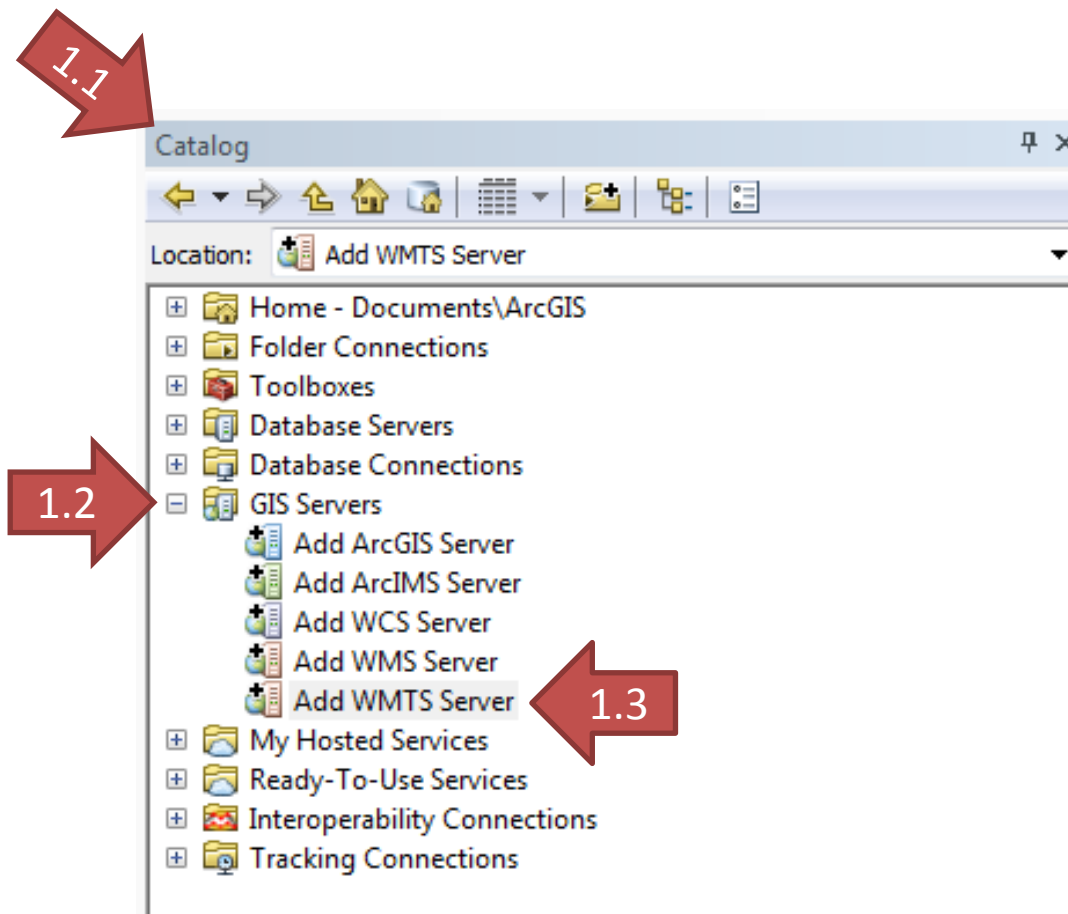 1.1
Catalog
Location: Add WMTS Server
Home - Documents\ArcGIS
Folder Connections
Toolboxes
Database Servers
Database Connections
1.2
GIS Servers
Add ArcGIS Server
Add ArcIMS Server
Add WCS Server
Add WMS Server
Add WMTS Server
1.3
My Hosted Services
Ready-To-Use Services
Interoperability Connections
Tracking Connections